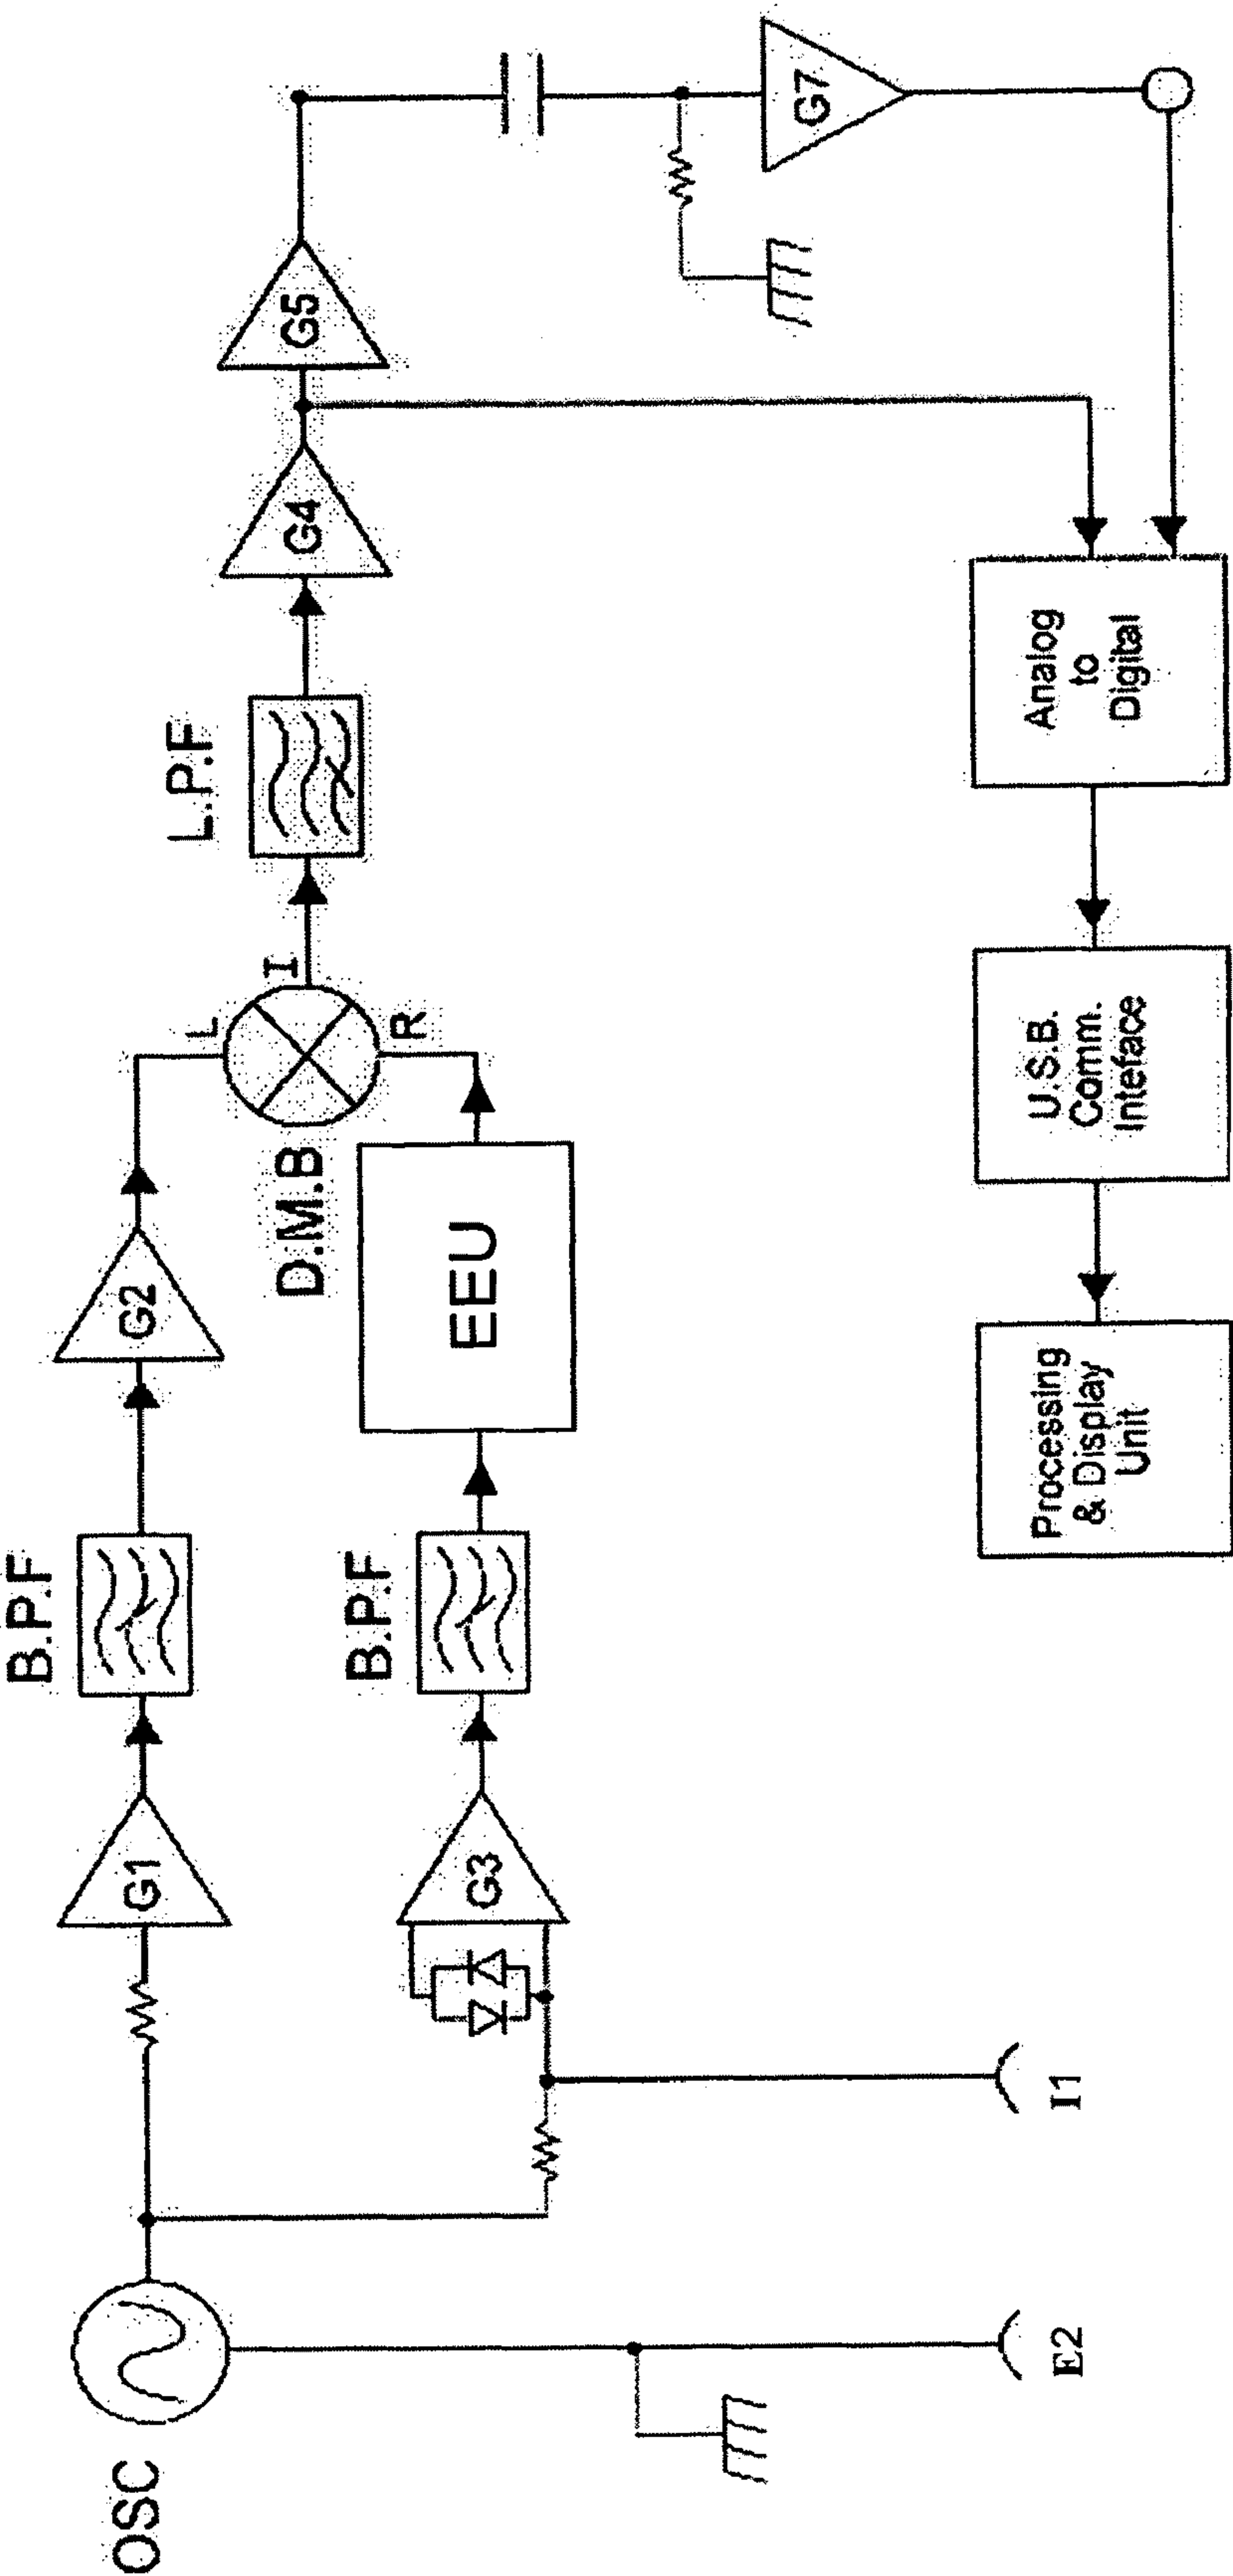 OSC
G1
B.P.F
G2
L
D.M.B
I
R
L.P.F
G4
G5
G7
G3
B.P.F
EEU
E2
I1
Analog
to
Digital
U.S.B.
Comm.
Inteface
Processing
& Display
Unit